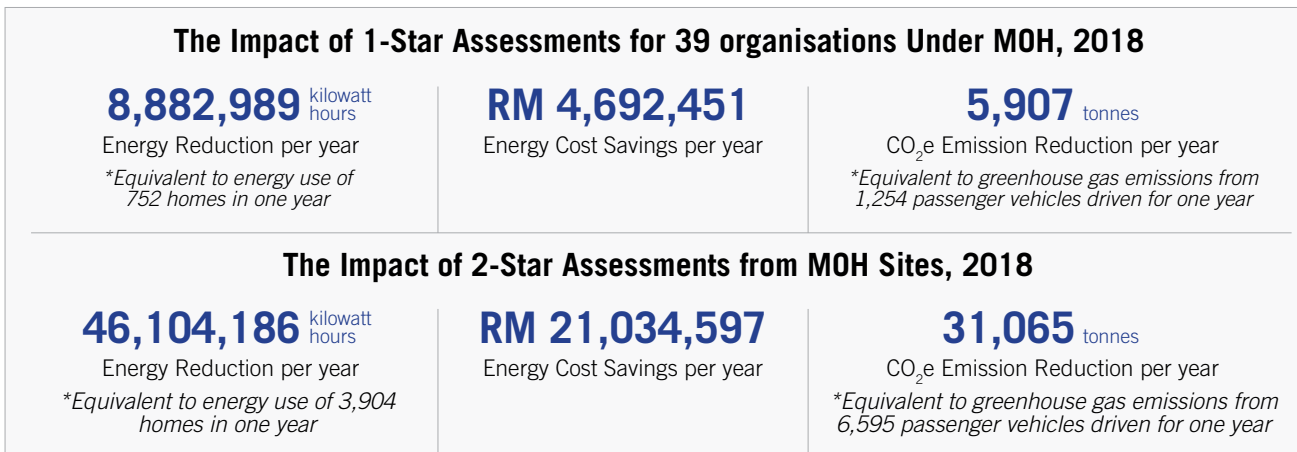 The Impact of 1-Star Assessments for 39 organisations Under MOH, 2018
8,882,989 kilowatt hours
Energy Reduction per year
*Equivalent to energy use of
752 homes in one year
RM 4,692,451
Energy Cost Savings per year
5,907 tonnes
CO₂e Emission Reduction per year
*Equivalent to greenhouse gas emissions from
1,254 passenger vehicles driven for one year
The Impact of 2-Star Assessments from MOH Sites, 2018
46,104,186 kilowatt hours
Energy Reduction per year
*Equivalent to energy use of 3,904
homes in one year
RM 21,034,597
Energy Cost Savings per year
31,065 tonnes
CO₂e Emission Reduction per year
*Equivalent to greenhouse gas emissions from
6,595 passenger vehicles driven for one year